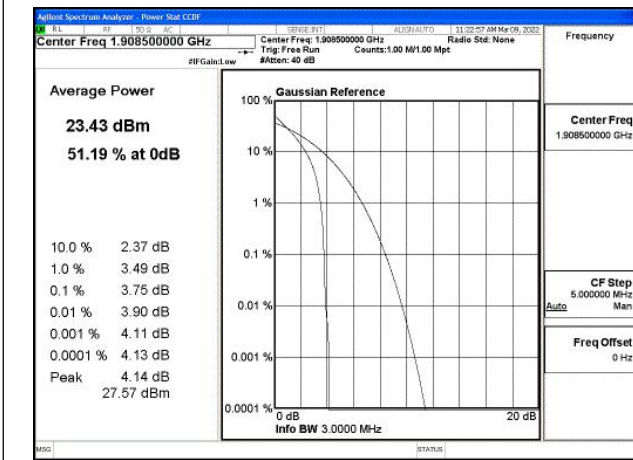 Agilent Spectrum Analyzer - Power Stat CCDF
RL RF 50 Ω AC SENSE:INT ALIGNAUTO 11:22:57 AM Mar 09, 2022
Center Freq 1.908500000 GHz
Center Freq: 1.908500000 GHz Radio Std: None
Trig: Free Run Counts:1.00 M/1.00 Mpt
#IFGain:Low #Atten: 40 dB
Frequency
Average Power
23.43 dBm
51.19 % at 0dB
10.0 % 2.37 dB
1.0 % 3.49 dB
0.1 % 3.75 dB
0.01 % 3.90 dB
0.001 % 4.11 dB
0.0001 % 4.13 dB
Peak 4.14 dB
27.57 dBm
Gaussian Reference
100 %
10 %
1 %
0.1 %
0.01 %
0.001 %
0.0001 %
0 dB 20 dB
Info BW 3.0000 MHz
Center Freq
1.908500000 GHz
CF Step
5.000000 MHz
Auto Man
Freq Offset
0 Hz
MSG STATUS